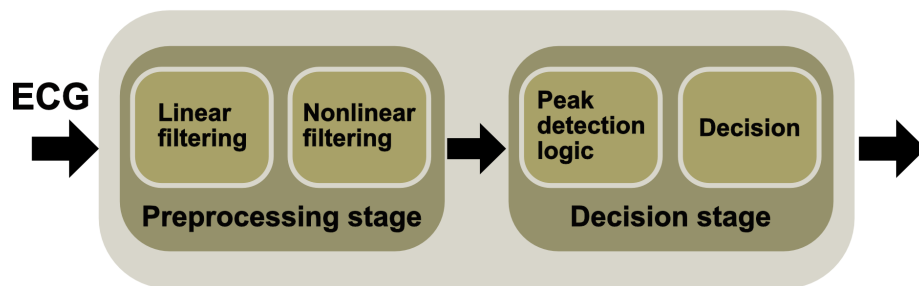 ECG
Linear
filtering
Nonlinear
filtering
Preprocessing stage
Peak
detection
logic
Decision
Decision stage